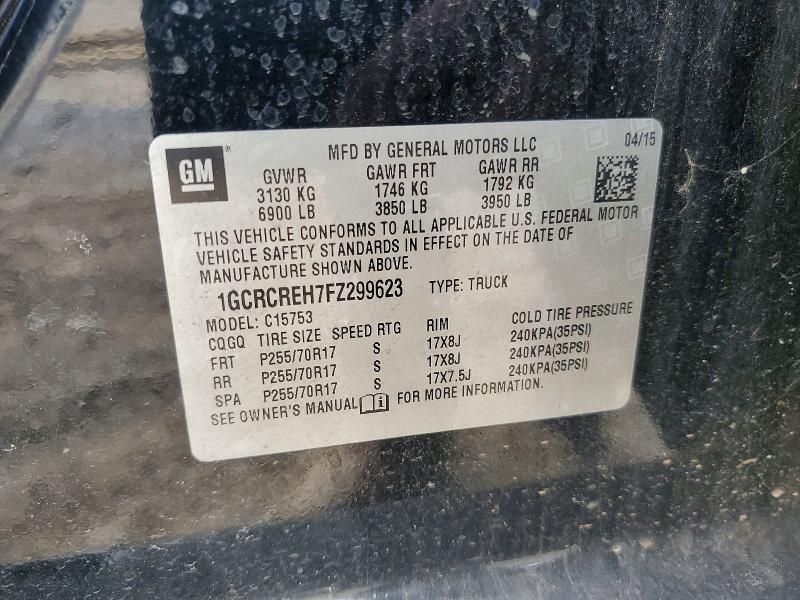 GM
MFD BY GENERAL MOTORS LLC 04/15
GVWR GAWR FRT GAWR RR
3130 KG 1746 KG 1792 KG
6900 LB 3850 LB 3950 LB
THIS VEHICLE CONFORMS TO ALL APPLICABLE U.S. FEDERAL MOTOR
VEHICLE SAFETY STANDARDS IN EFFECT ON THE DATE OF
MANUFACTURE SHOWN ABOVE.
1GCRCREH7FZ299623 TYPE: TRUCK
MODEL: C15753
CQGQ TIRE SIZE SPEED RTG RIM COLD TIRE PRESSURE
FRT P255/70R17 S 17X8J 240KPA(35PSI)
RR P255/70R17 S 17X8J 240KPA(35PSI)
SPA P255/70R17 S 17X7.5J 240KPA(35PSI)
SEE OWNER'S MANUAL FOR MORE INFORMATION.